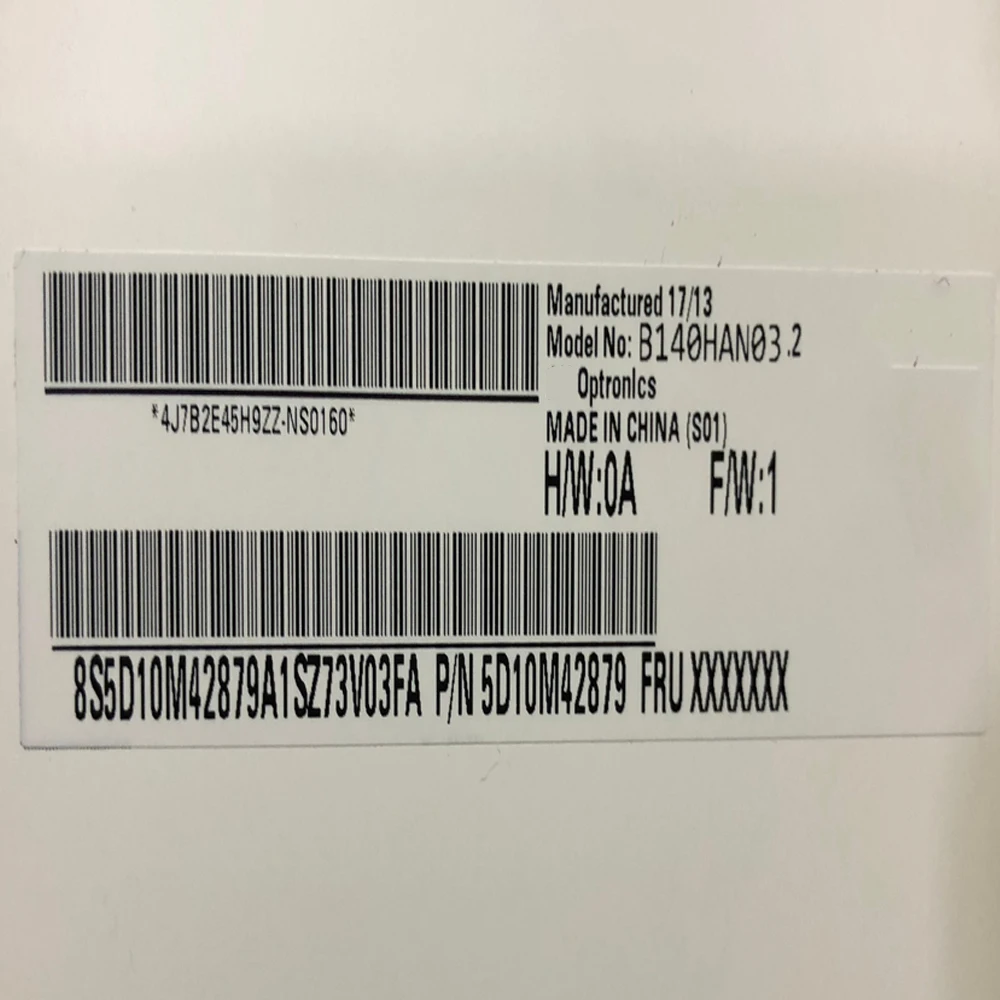 Manufactured 17/13
Model No: B140HAN03.2
Optronics
MADE IN CHINA (S01)
*4J7B2E45H9ZZ-NS0160*
H/W:0A F/W:1
8S5D10M42879A1SZ73V03FA P/N 5D10M42879 FRU XXXXXXX